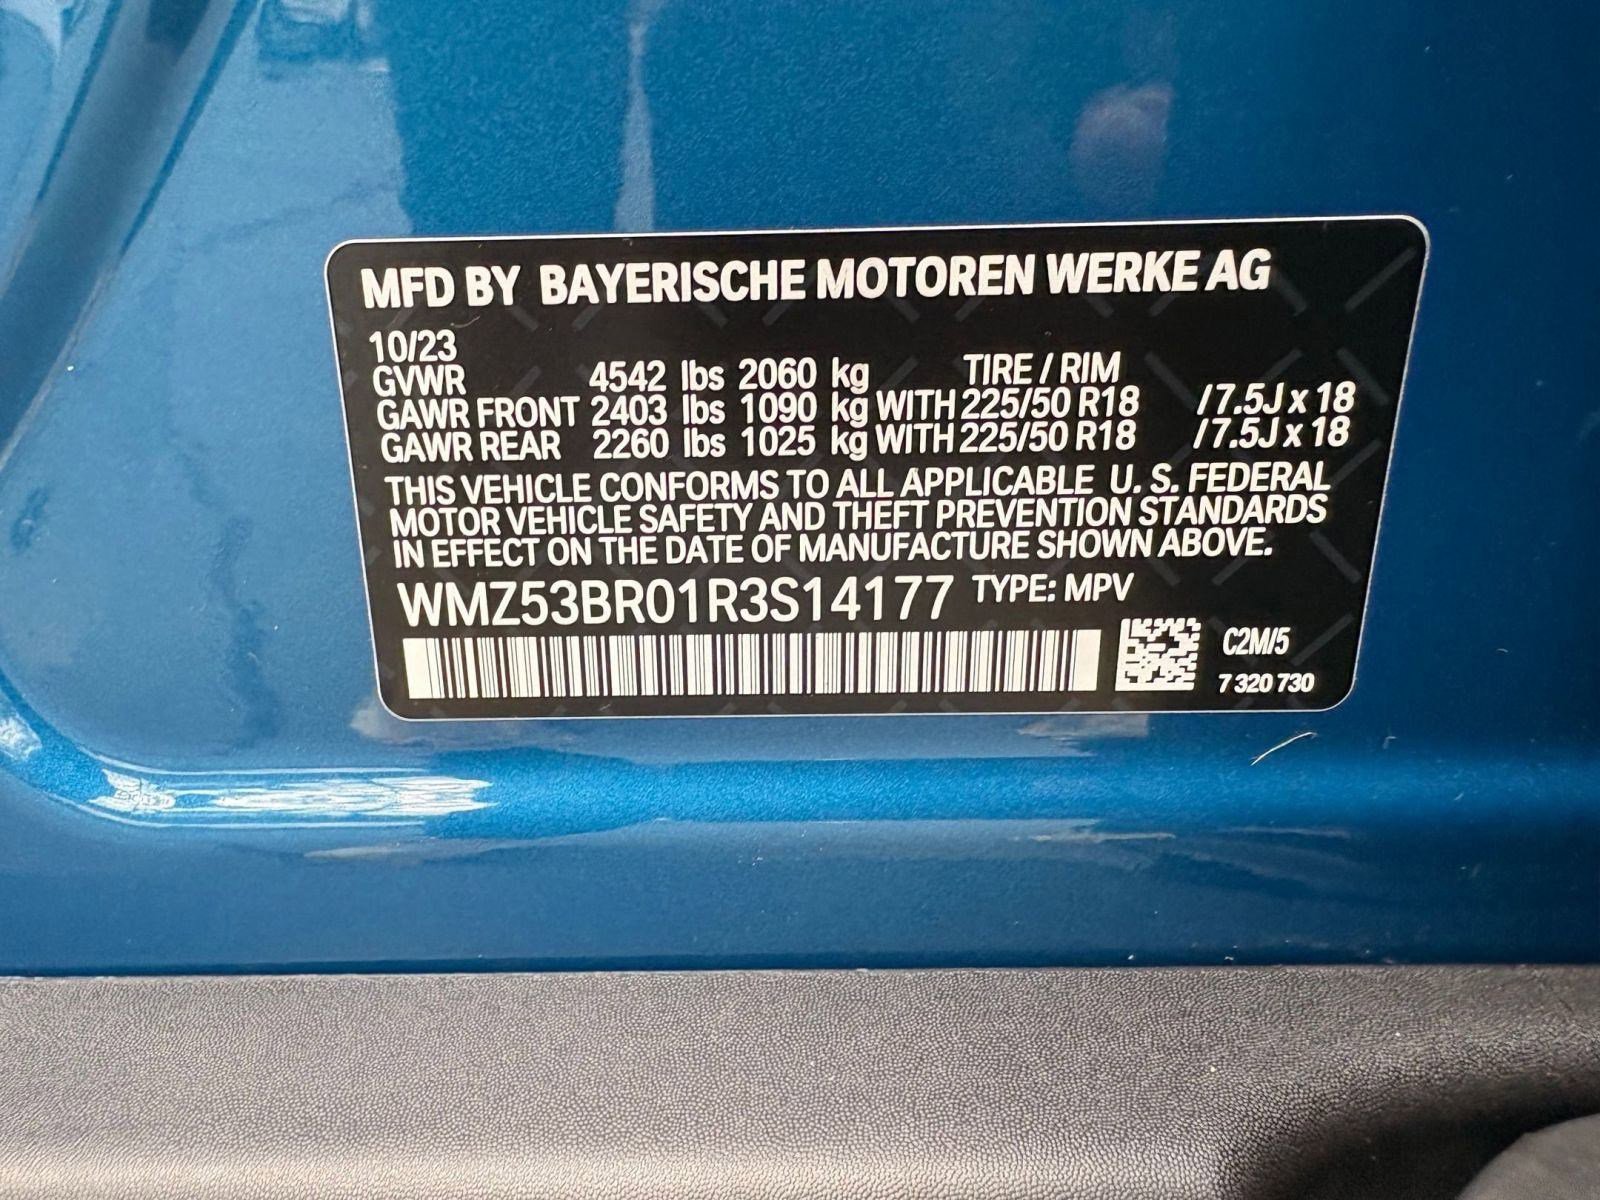 MFD BY BAYERISCHE MOTOREN WERKE AG
10/23
GVWR 4542 lbs 2060 kg TIRE / RIM
GAWR FRONT 2403 lbs 1090 kg WITH 225/50 R18 / 7.5J x 18
GAWR REAR 2260 lbs 1025 kg WITH 225/50 R18 / 7.5J x 18
THIS VEHICLE CONFORMS TO ALL APPLICABLE U. S. FEDERAL
MOTOR VEHICLE SAFETY AND THEFT PREVENTION STANDARDS
IN EFFECT ON THE DATE OF MANUFACTURE SHOWN ABOVE.
WMZ53BR01R3S14177 TYPE: MPV
C2M/5
7 320 730